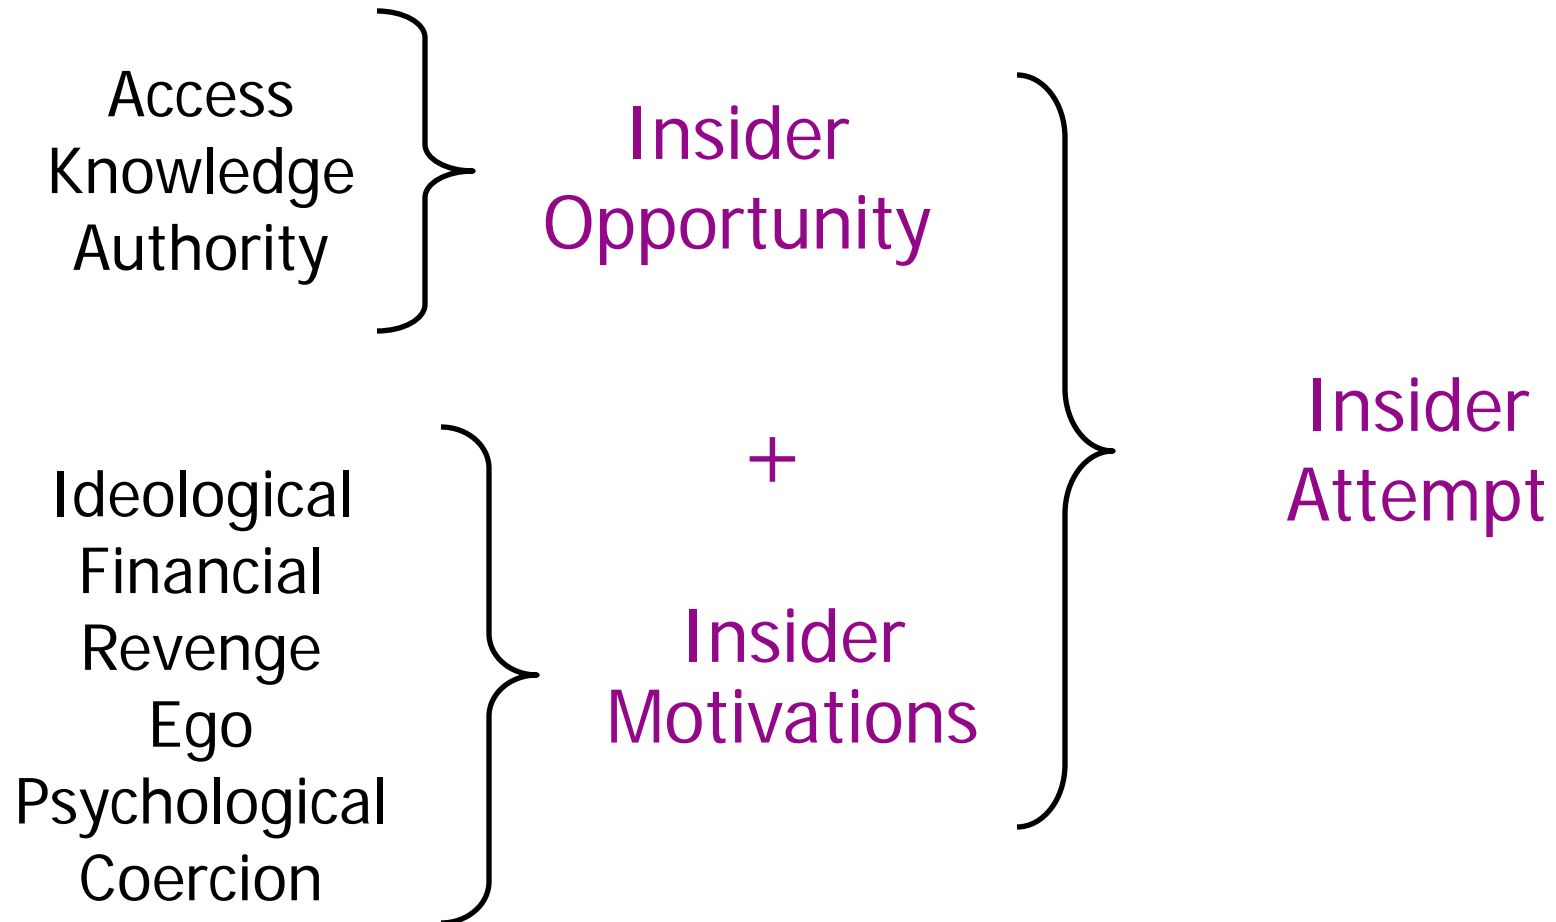 Access
Knowledge
Authority
Insider
Opportunity
+
Ideological
Financial
Revenge
Ego
Psychological
Coercion
Insider
Motivations
Insider
Attempt